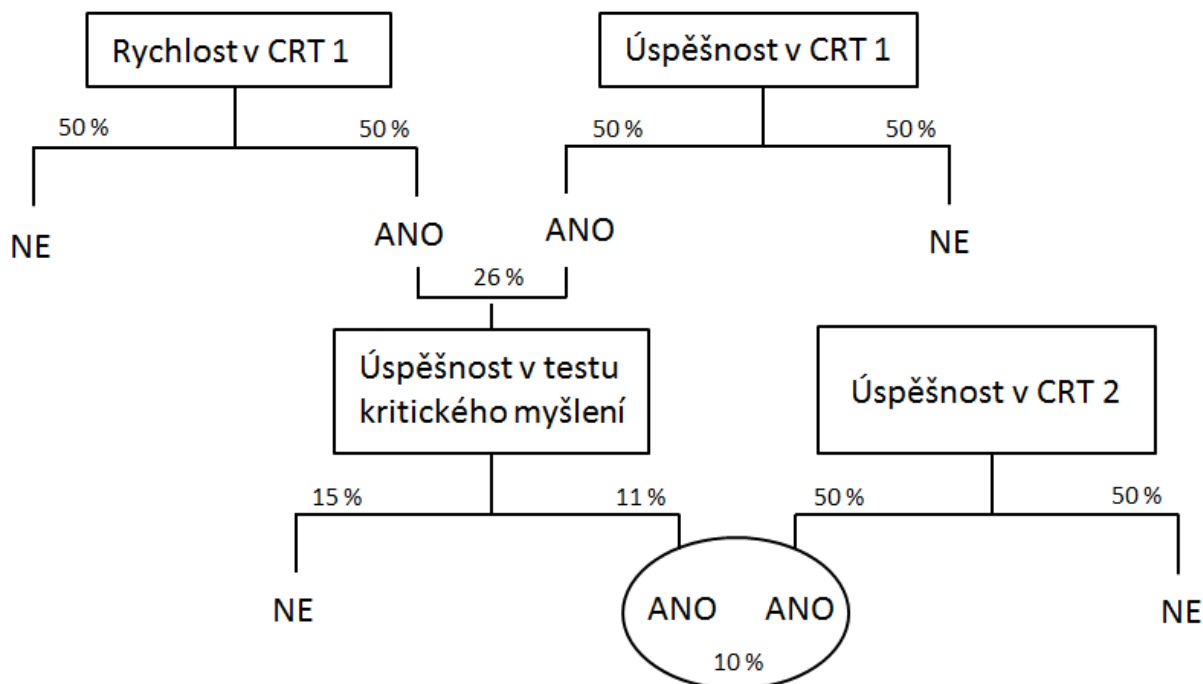 Rychlost v CRT 1
Úspěšnost v CRT 1
50 %
50 %
50 %
50 %
NE
ANO
ANO
NE
26 %
Úspěšnost v testu
kritického myšlení
Úspěšnost v CRT 2
15 %
11 %
50 %
50 %
NE
ANO
ANO
NE
10 %